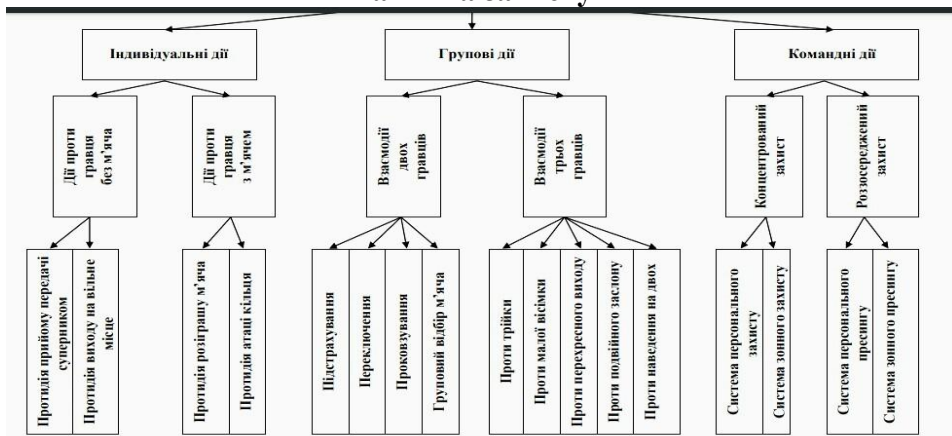 Індивідуальні дії
Групові дії
Командні дії
Дії проти
гравця
без м’яча
Дії проти
гравця
з м’ячем
Взаємодії
двох
гравців
Взаємодії
трьох
гравців
Концентрований
захист
Роззосереджений
захист
Протидія прийому передачі
суперником
Протидія виходу на вільне
місце
Протидія розіграшу м’яча
Протидія атаці кільця
Підстрахування
Переключення
Проковзування
Груповий відбір м’яча
Проти трійки
Проти малої вісімки
Проти перехресного виходу
Проти подвійного заслону
Проти наведення на двох
Система персонального
захисту
Система зонного захисту
Система персонального
пресингу
Система зонного пресингу